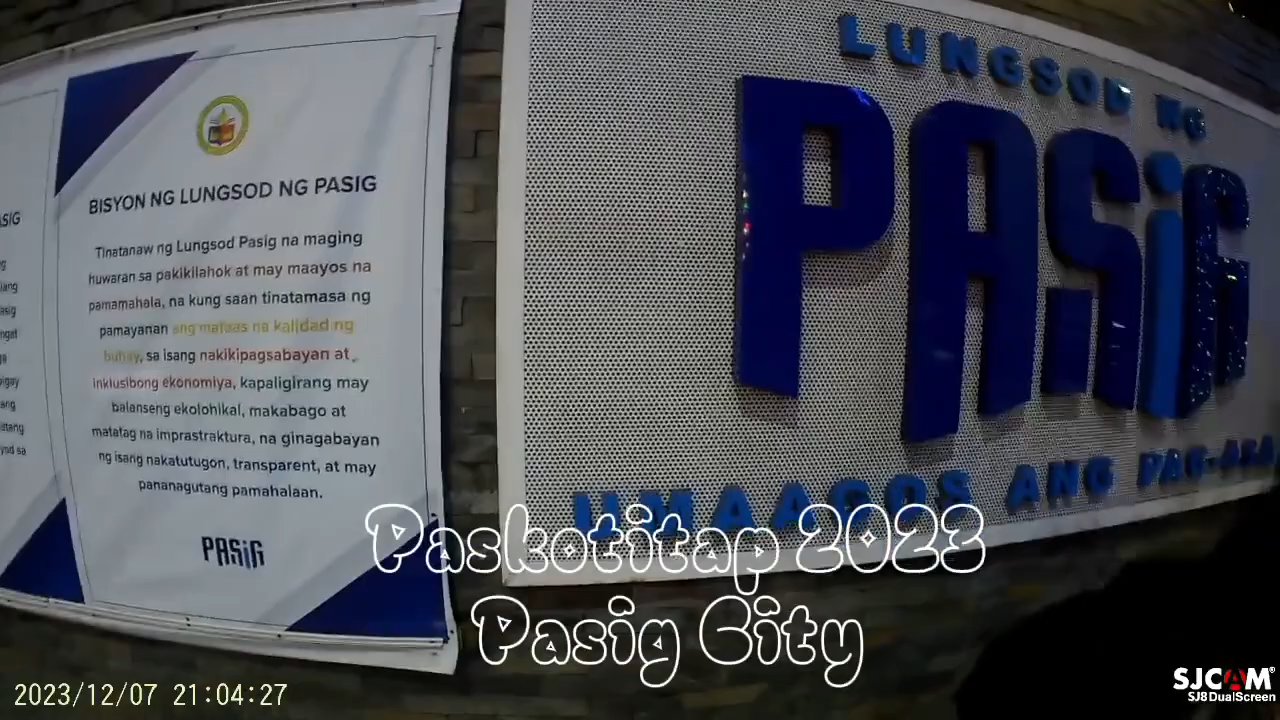 ASIG
BISYON NG LUNGSOD NG PASIG
Tinatanaw ng Lungsod Pasig na maging
huwaran sa pakikilahok at may maayos na
pamamahala, na kung saan tinatamasa ng
pamayanan ang mataas na kalidad ng
buhay, sa isang nakikipagsabayan at
inklusibong ekonomiya, kapaligirang may
balanseng ekolohikal, makabago at
matatag na imprastraktura, na ginagabayan
ng isang nakatutugon, transparent, at may
pananagutang pamahalaan.
PASiG
LUNGSOD NG
PASiG
UMAAGOS ANG PAG-ASA
Paskotitap 2023
Pasig City
2023/12/07 21:04:27
SJCAM®
SJ8DualScreen